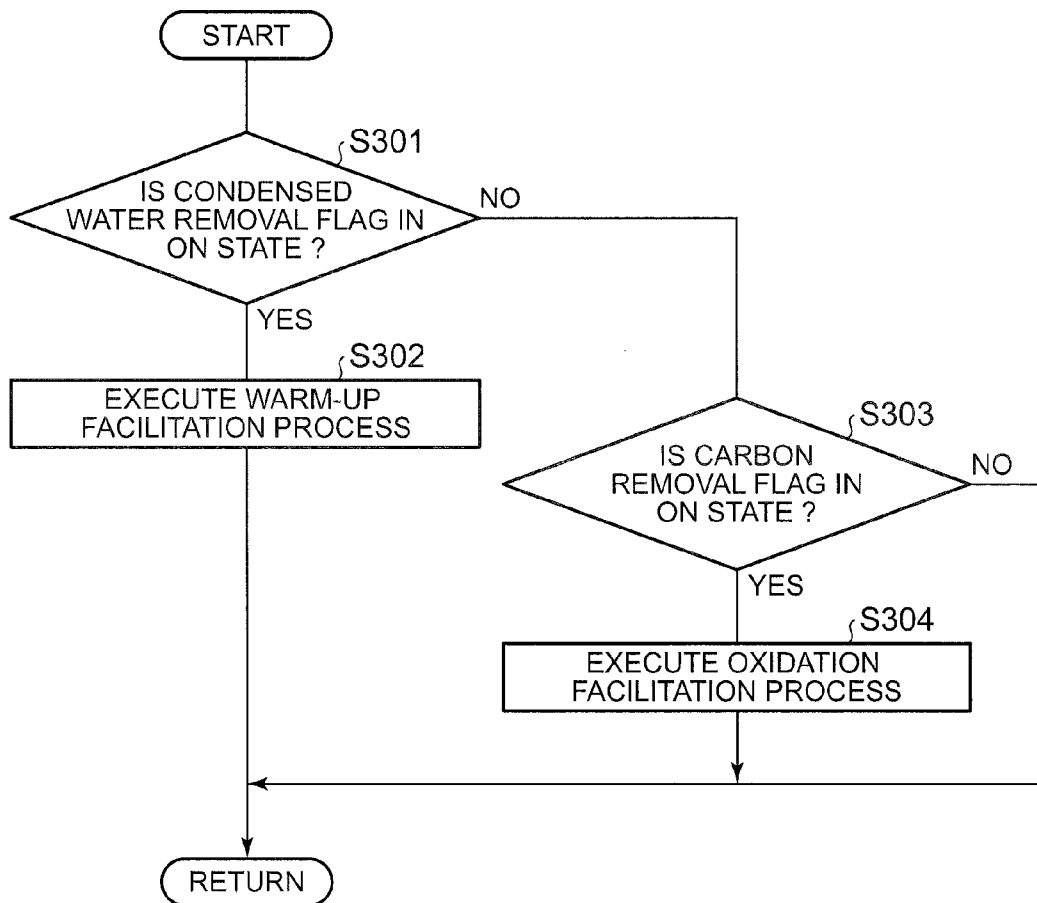 START
S301
IS CONDENSED
WATER REMOVAL FLAG IN
ON STATE ?
NO
YES
S302
EXECUTE WARM-UP
FACILITATION PROCESS
S303
IS CARBON
REMOVAL FLAG IN
ON STATE ?
NO
YES
S304
EXECUTE OXIDATION
FACILITATION PROCESS
RETURN